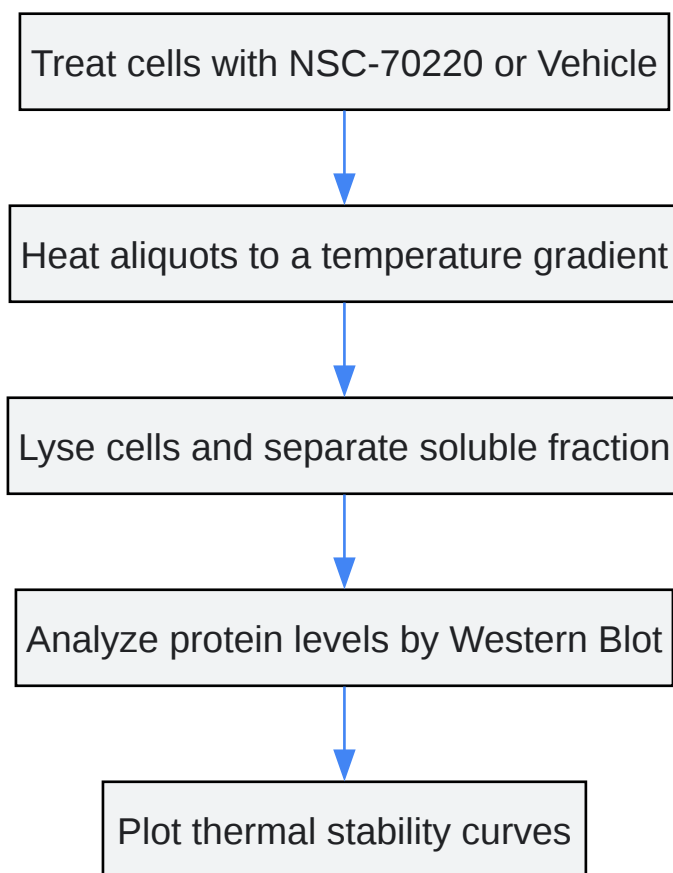 Treat cells with NSC-70220 or Vehicle
Heat aliquots to a temperature gradient
Lyse cells and separate soluble fraction
Analyze protein levels by Western Blot
Plot thermal stability curves